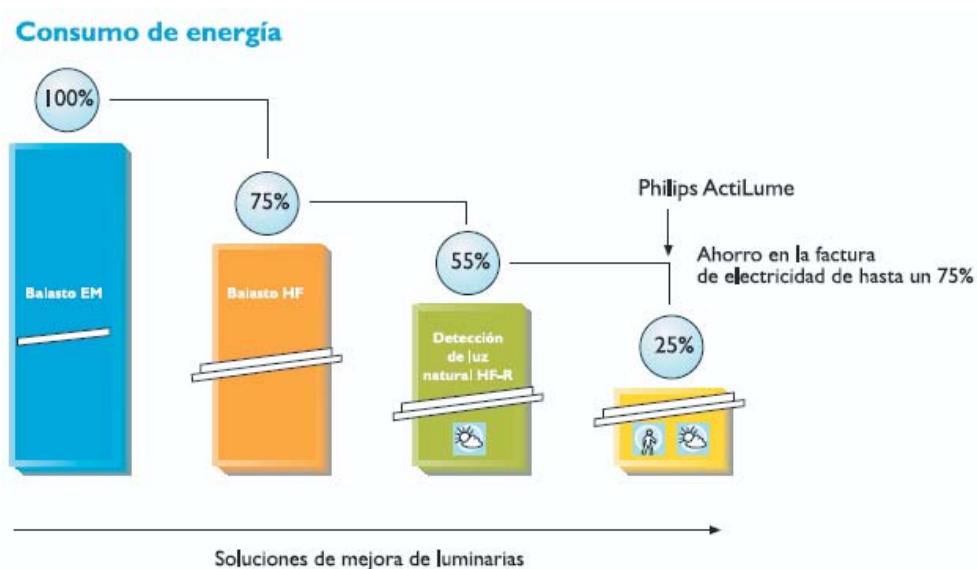 Consumo de energía
100%
75%
Philips ActiLume
55%
Ahorro en la factura
de electricidad de hasta un 75%
Balasto EM
Balasto HF
Detección
de luz
natural HF-R
25%
Soluciones de mejora de luminarias